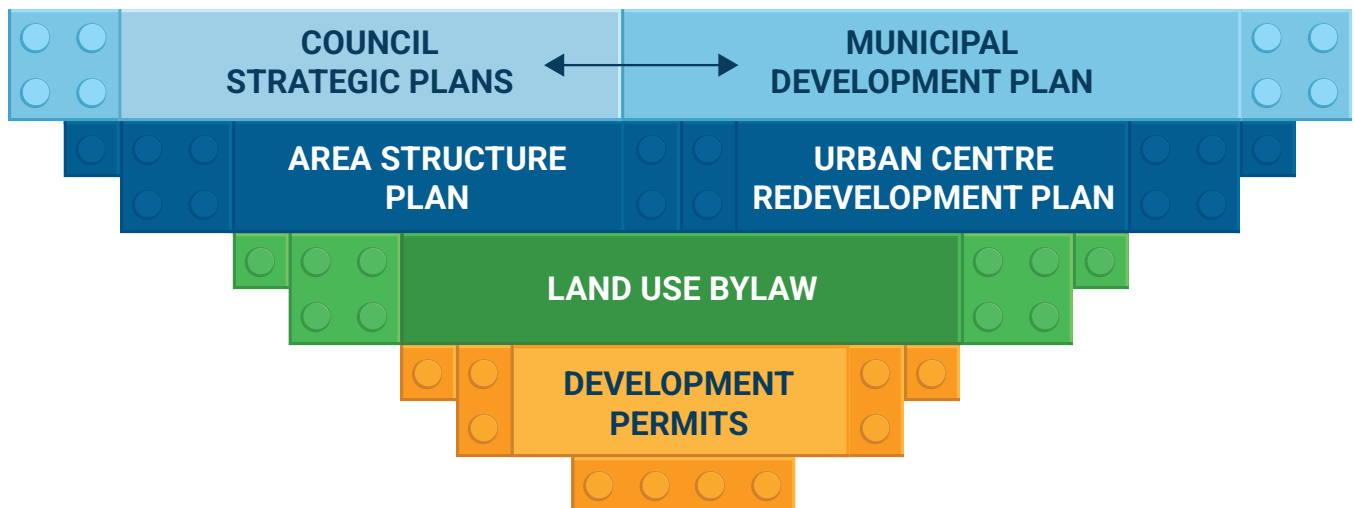 COUNCIL
STRATEGIC PLANS
MUNICIPAL
DEVELOPMENT PLAN
AREA STRUCTURE
PLAN
URBAN CENTRE
REDEVELOPMENT PLAN
LAND USE BYLAW
DEVELOPMENT
PERMITS